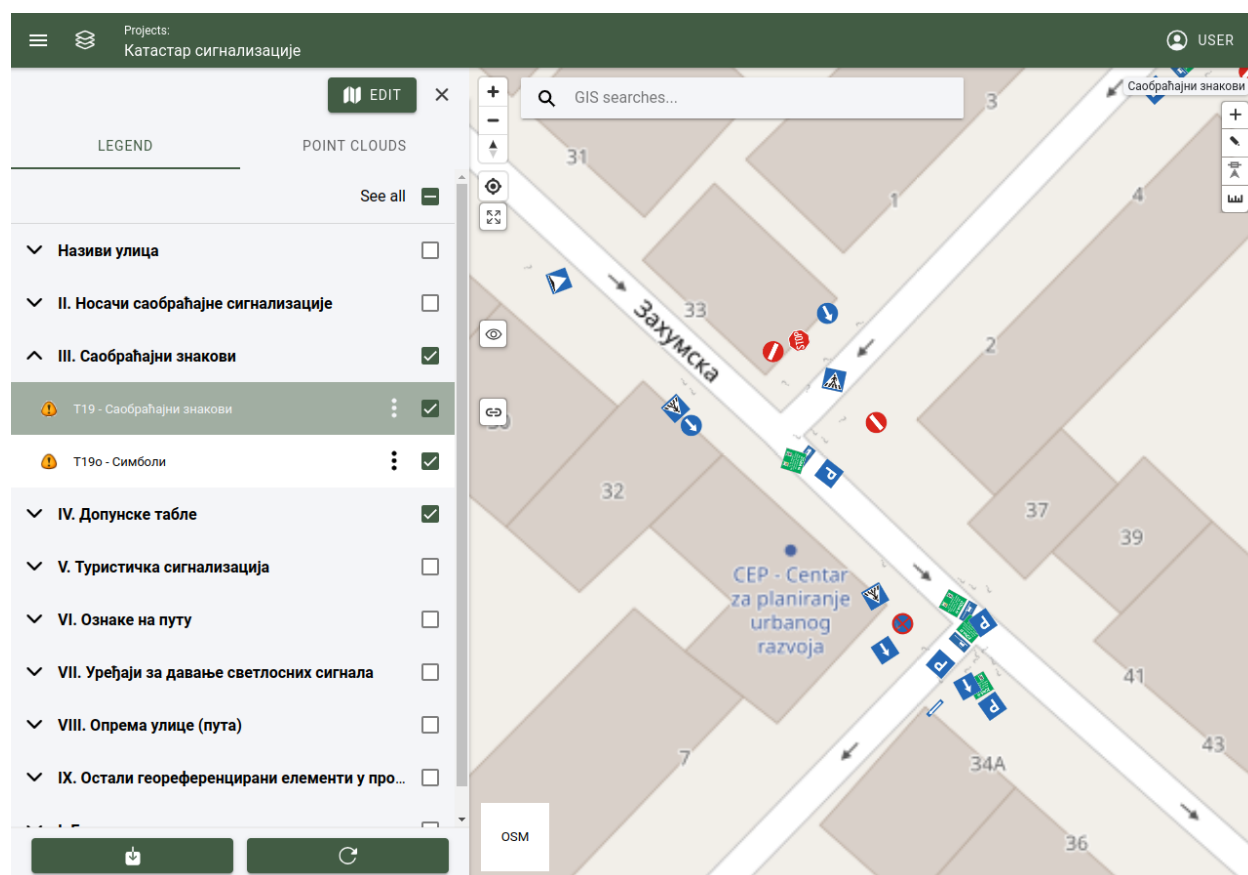 Projects:
Катастар сигнализације
USER
EDIT
LEGEND
POINT CLOUDS
See all
Називи улица
II. Носачи саобраћајне сигнализације
III. Саобраћајни знакови
T19 - Саобраћајни знакови
T19o - Симболи
IV. Допунске табле
V. Туристичка сигнализација
VI. Ознаке на путу
VII. Уређаји за давање светлосних сигнала
VIII. Опрема улице (пута)
IX. Остали геореференцирани елементи у про...
GIS searches...
Саобраћајни знакови
3
31
1
4
33
Захумска
2
STOP
32
P
37
39
CEP - Centar
za planiranje
urbanog
razvoja
P
P
41
P
7
43
34A
36
OSM